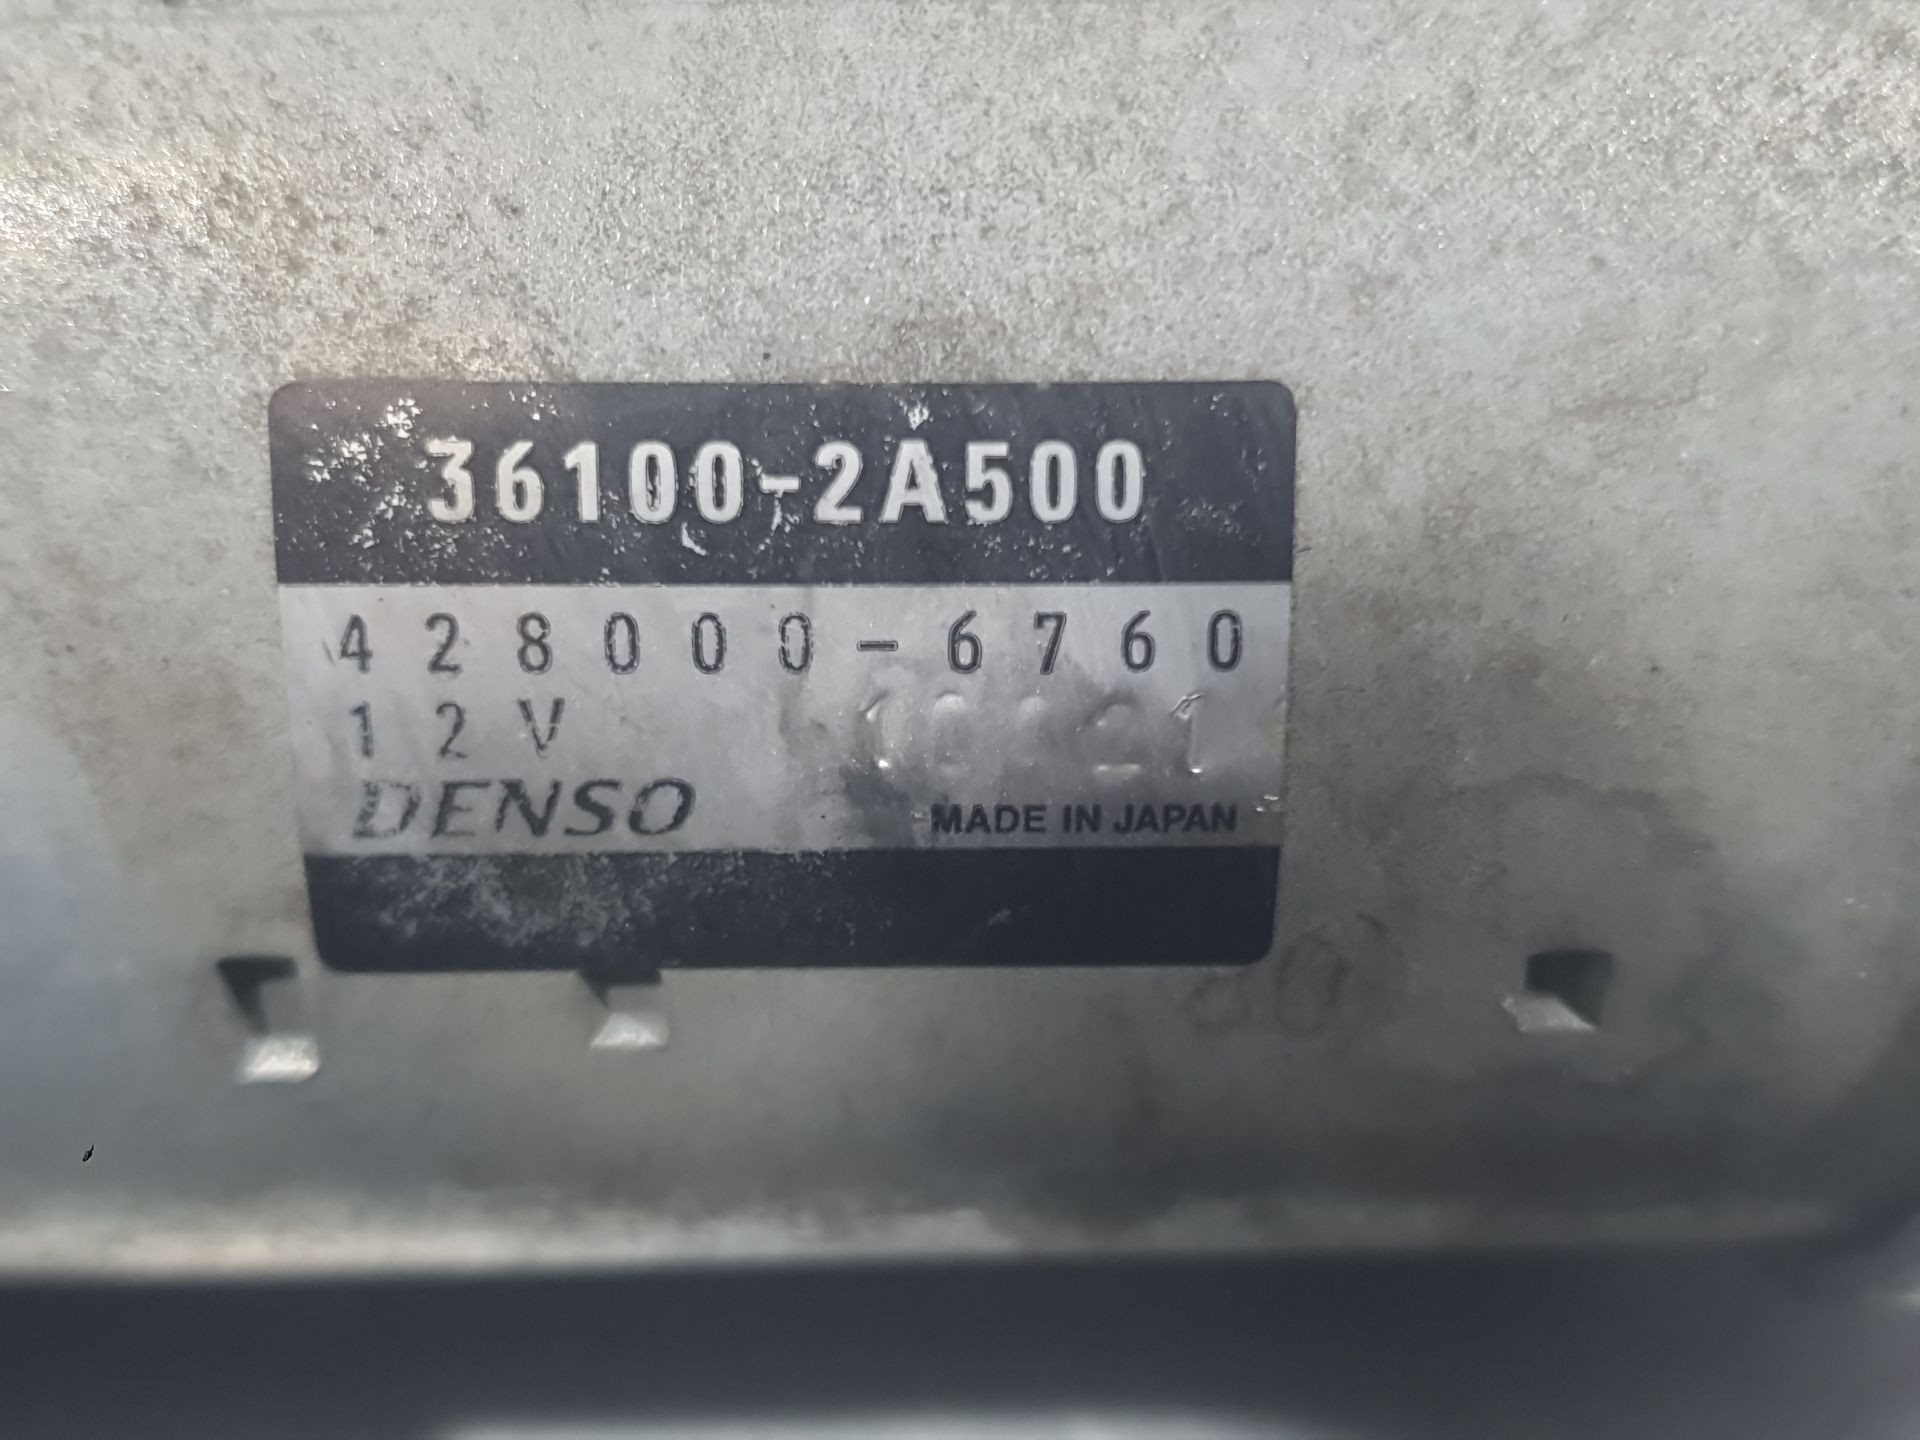 36100-2A500
428000-6760
12V
DENSO
MADE IN JAPAN